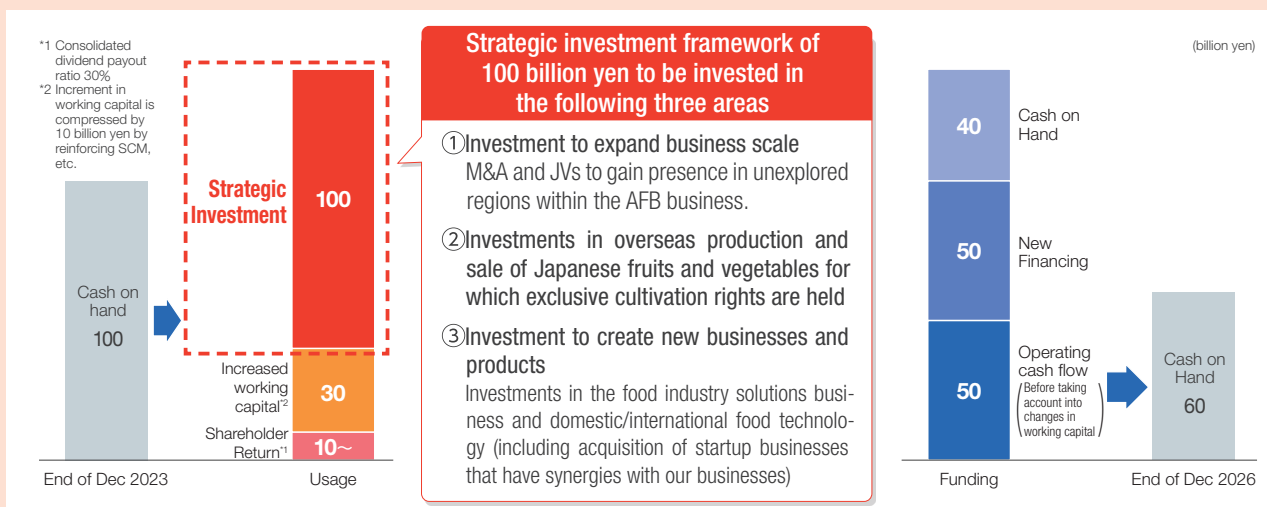 *1 Consolidated
dividend payout
ratio 30%
*2 Increment in
working capital is
compressed by
10 billion yen by
reinforcing SCM,
etc.
Cash on
hand
100
End of Dec 2023
Strategic
Investment
100
Increased
working
capital*2
30
Shareholder
Return*1
10～
Usage
Strategic investment framework of
100 billion yen to be invested in
the following three areas
①Investment to expand business scale
M&A and JVs to gain presence in unexplored
regions within the AFB business.
②Investments in overseas production and
sale of Japanese fruits and vegetables for
which exclusive cultivation rights are held
③Investment to create new businesses and
products
Investments in the food industry solutions busi-
ness and domestic/international food technolo-
gy (including acquisition of startup businesses
that have synergies with our businesses)
(billion yen)
40
Cash on
Hand
50
New
Financing
50
Operating
cash flow
(Before taking
account into
changes in
working capital)
Funding
Cash on
Hand
60
End of Dec 2026